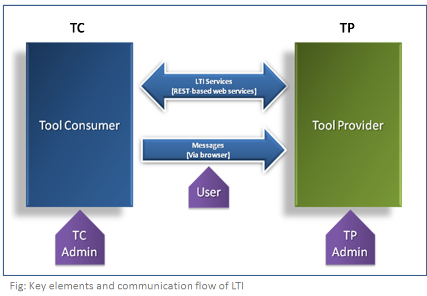 TC
TP
LTI Services
[REST-based web services]
Tool Consumer
Tool Provider
Messages
[Via browser]
User
TC
Admin
TP
Admin
Fig: Key elements and communication flow of LTI